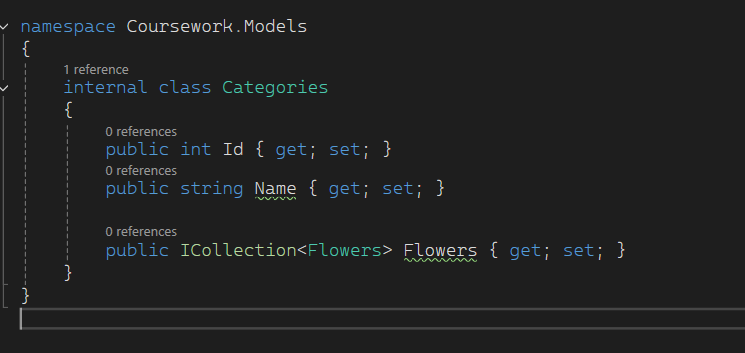 namespace Coursework.Models
{
1 reference
internal class Categories
{
0 references
public int Id { get; set; }
0 references
public string Name { get; set; }
0 references
public ICollection<Flowers> Flowers { get; set; }
}
}